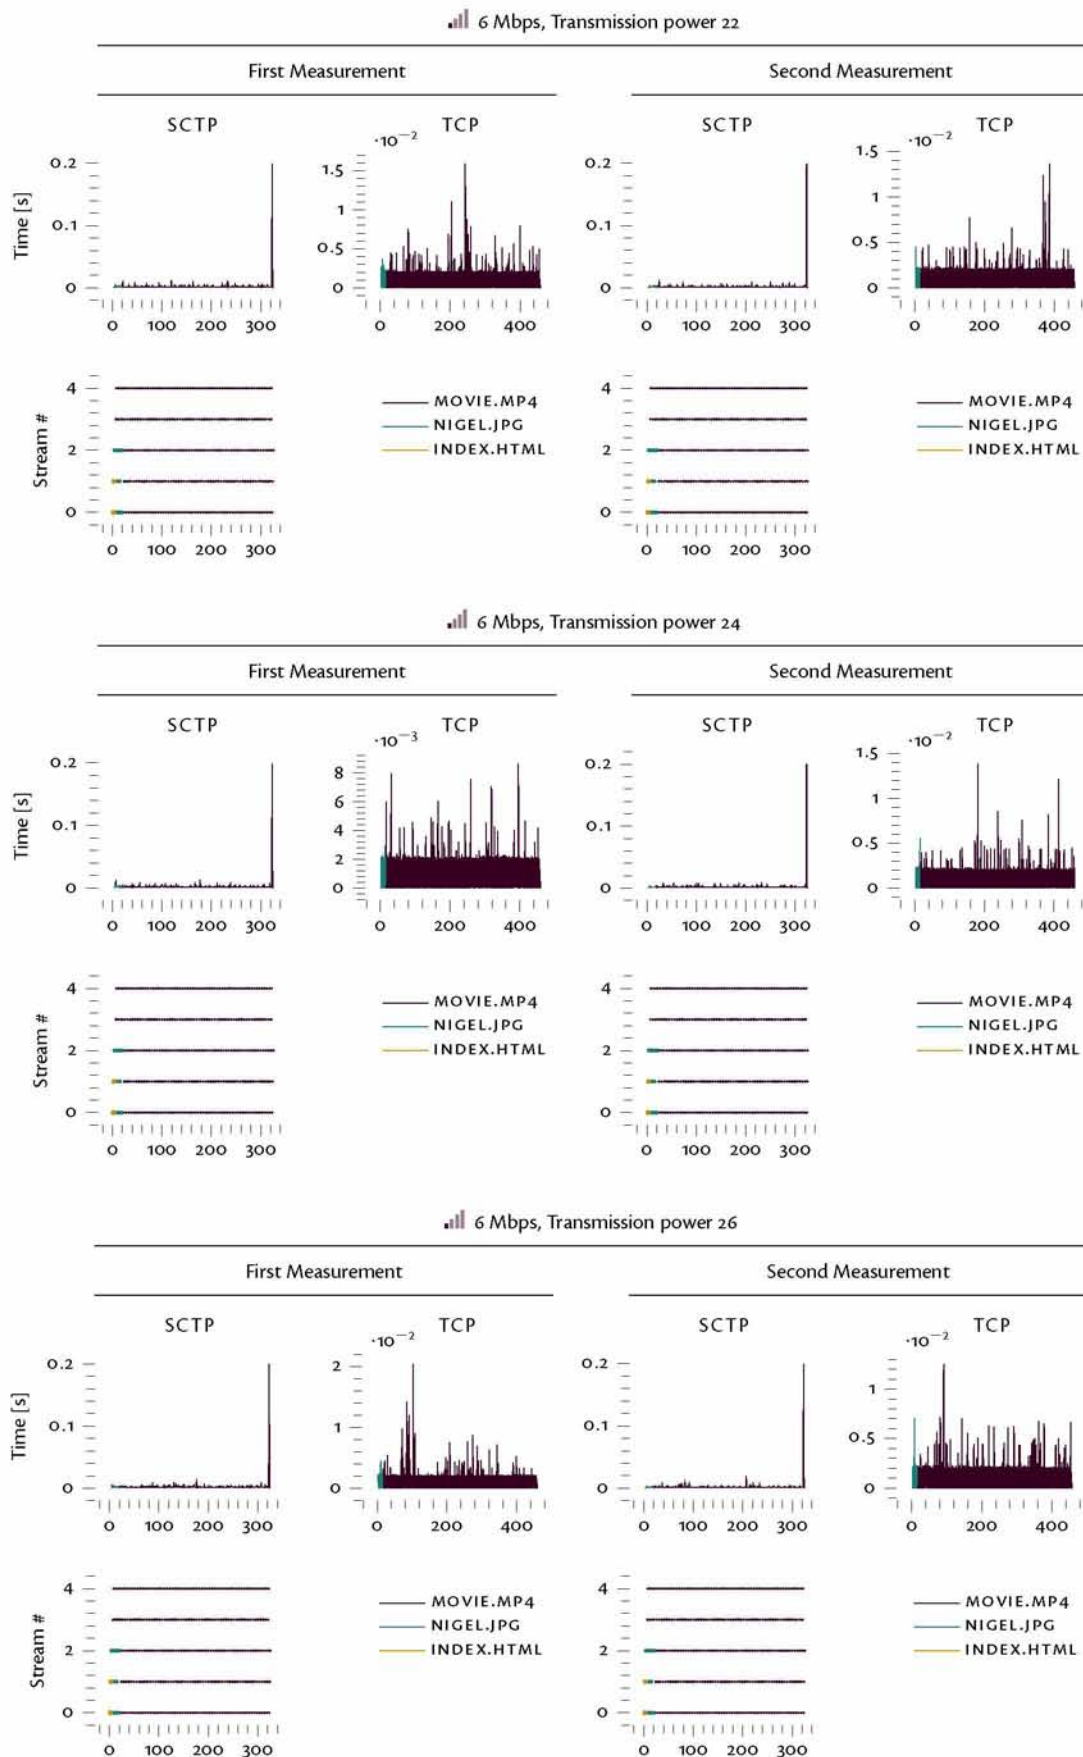 6 Mbps, Transmission power 22
First Measurement
Second Measurement
SCTP
TCP
SCTP
TCP
·10−2
·10−2
Time [s]
0.2
0.1
0
0 100 200 300
1.5
1
0.5
0
0 200 400
0.2
0.1
0
0 100 200 300
1.5
1
0.5
0
0 200 400
Stream #
4
2
0
0 100 200 300
MOVIE.MP4
NIGEL.JPG
INDEX.HTML
4
2
0
0 100 200 300
MOVIE.MP4
NIGEL.JPG
INDEX.HTML
6 Mbps, Transmission power 24
First Measurement
Second Measurement
SCTP
TCP
SCTP
TCP
·10−3
·10−2
Time [s]
0.2
0.1
0
0 100 200 300
8
6
4
2
0
0 200 400
0.2
0.1
0
0 100 200 300
1.5
1
0.5
0
0 200 400
Stream #
4
2
0
0 100 200 300
MOVIE.MP4
NIGEL.JPG
INDEX.HTML
4
2
0
0 100 200 300
MOVIE.MP4
NIGEL.JPG
INDEX.HTML
6 Mbps, Transmission power 26
First Measurement
Second Measurement
SCTP
TCP
SCTP
TCP
·10−2
·10−2
Time [s]
0.2
0.1
0
0 100 200 300
2
1
0
0 200 400
0.2
0.1
0
0 100 200 300
1
0.5
0
0 200 400
Stream #
4
2
0
0 100 200 300
MOVIE.MP4
NIGEL.JPG
INDEX.HTML
4
2
0
0 100 200 300
MOVIE.MP4
NIGEL.JPG
INDEX.HTML